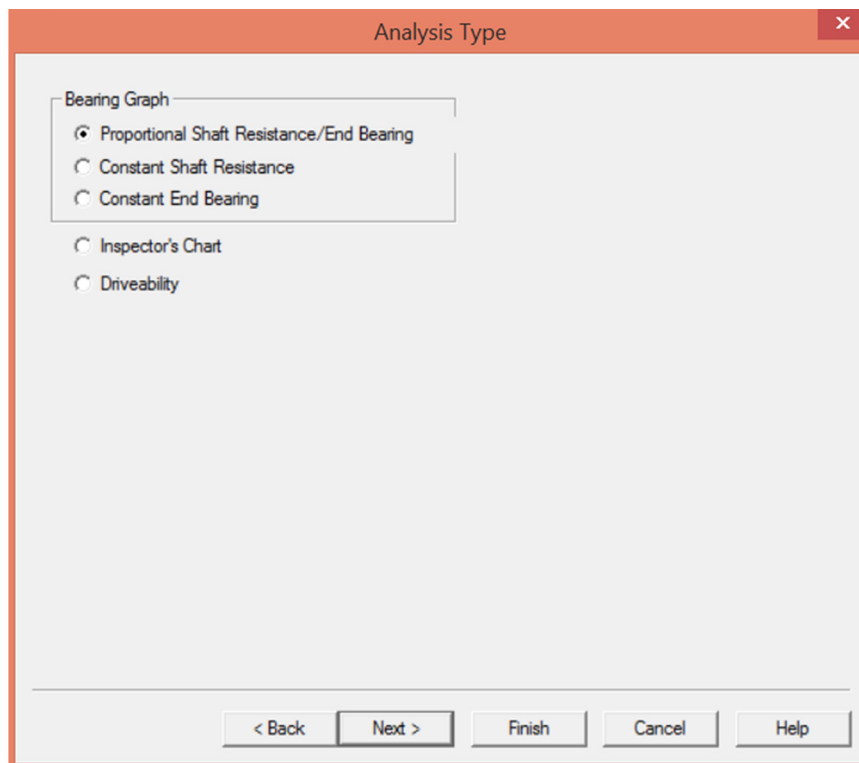 Analysis Type
Bearing Graph
Proportional Shaft Resistance/End Bearing
Constant Shaft Resistance
Constant End Bearing
Inspector's Chart
Driveability
< Back Next > Finish Cancel Help